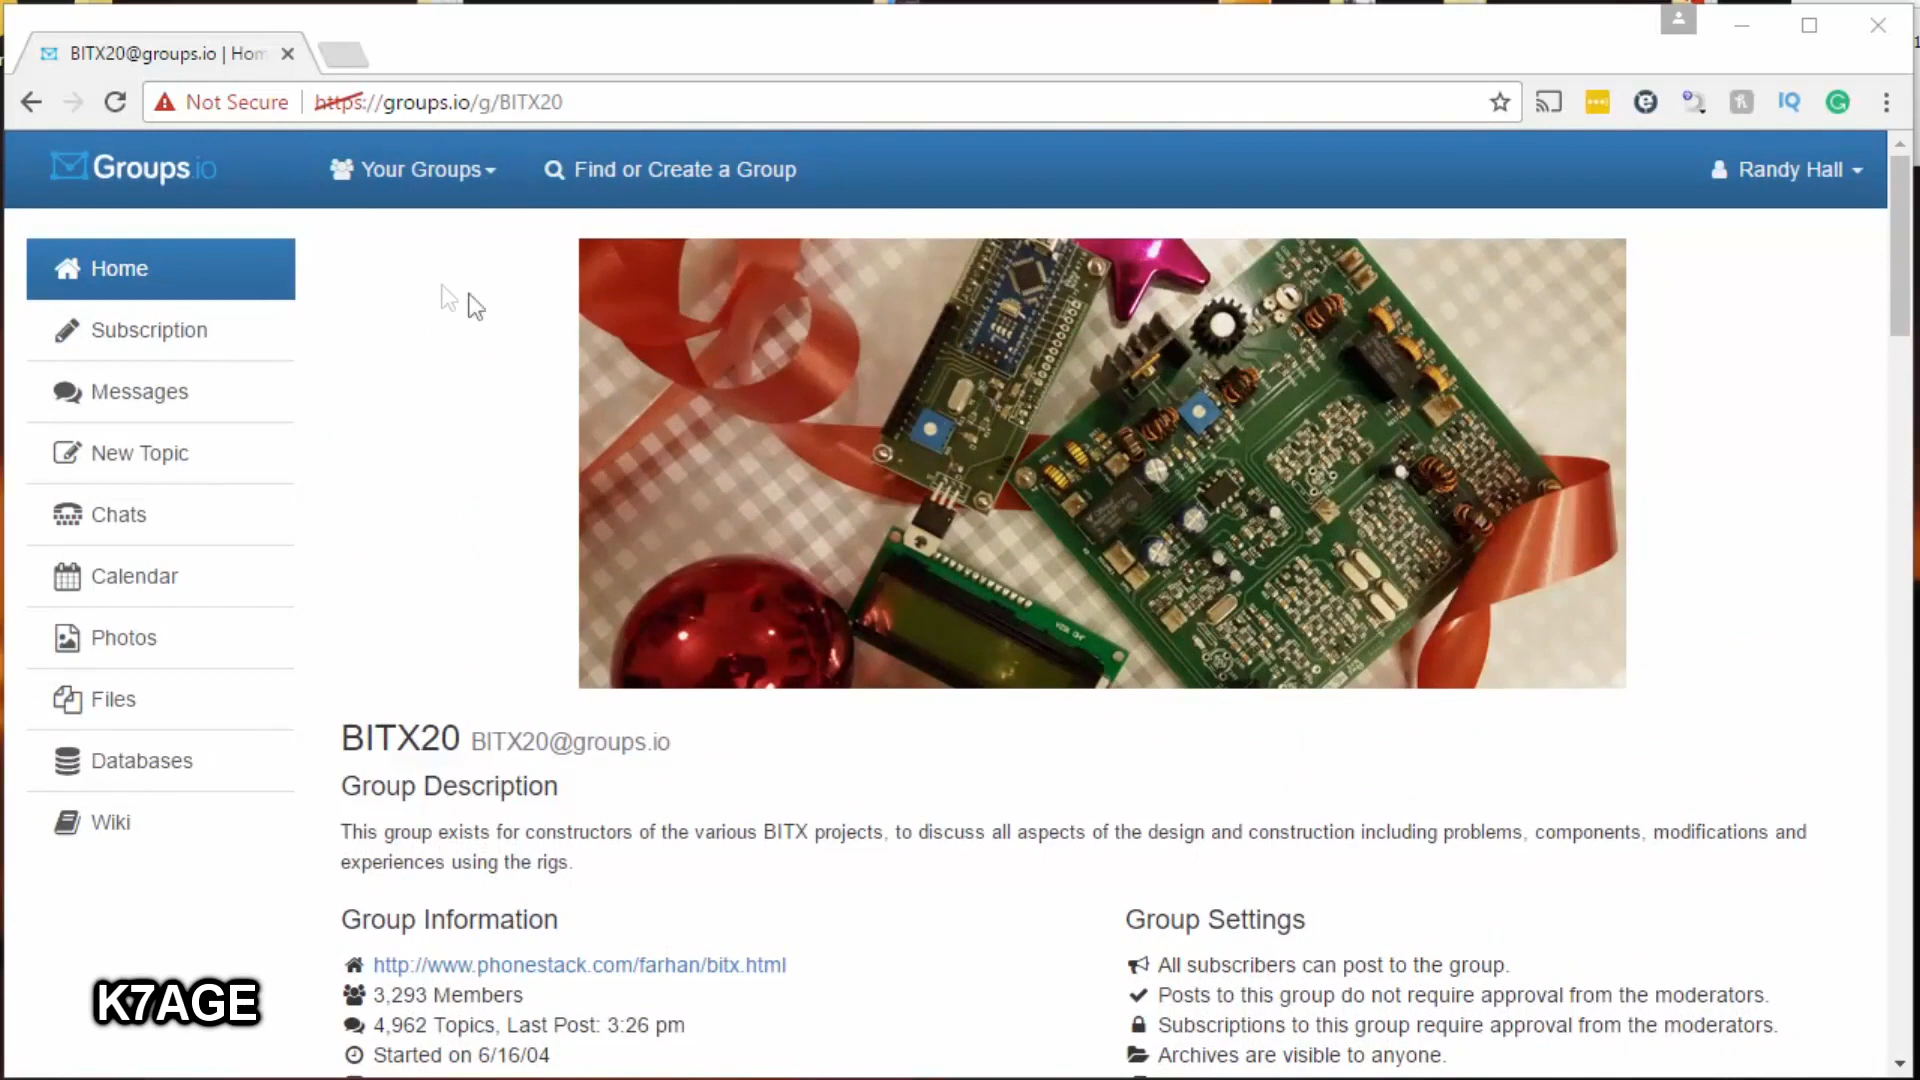 BITX20@groups.io | Hom
Not Secure
https://groups.io/g/BITX20
IQ
Groups.io
Your Groups
Find or Create a Group
Randy Hall
Home
Subscription
Messages
New Topic
Chats
Calendar
Photos
Files
Databases
Wiki
BITX20 BITX20@groups.io
Group Description
This group exists for constructors of the various BITX projects, to discuss all aspects of the design and construction including problems, components, modifications and
experiences using the rigs.
Group Information
http://www.phonestack.com/farhan/bitx.html
3,293 Members
4,962 Topics, Last Post: 3:26 pm
Started on 6/16/04
Group Settings
All subscribers can post to the group.
Posts to this group do not require approval from the moderators.
Subscriptions to this group require approval from the moderators.
Archives are visible to anyone.
K7AGE